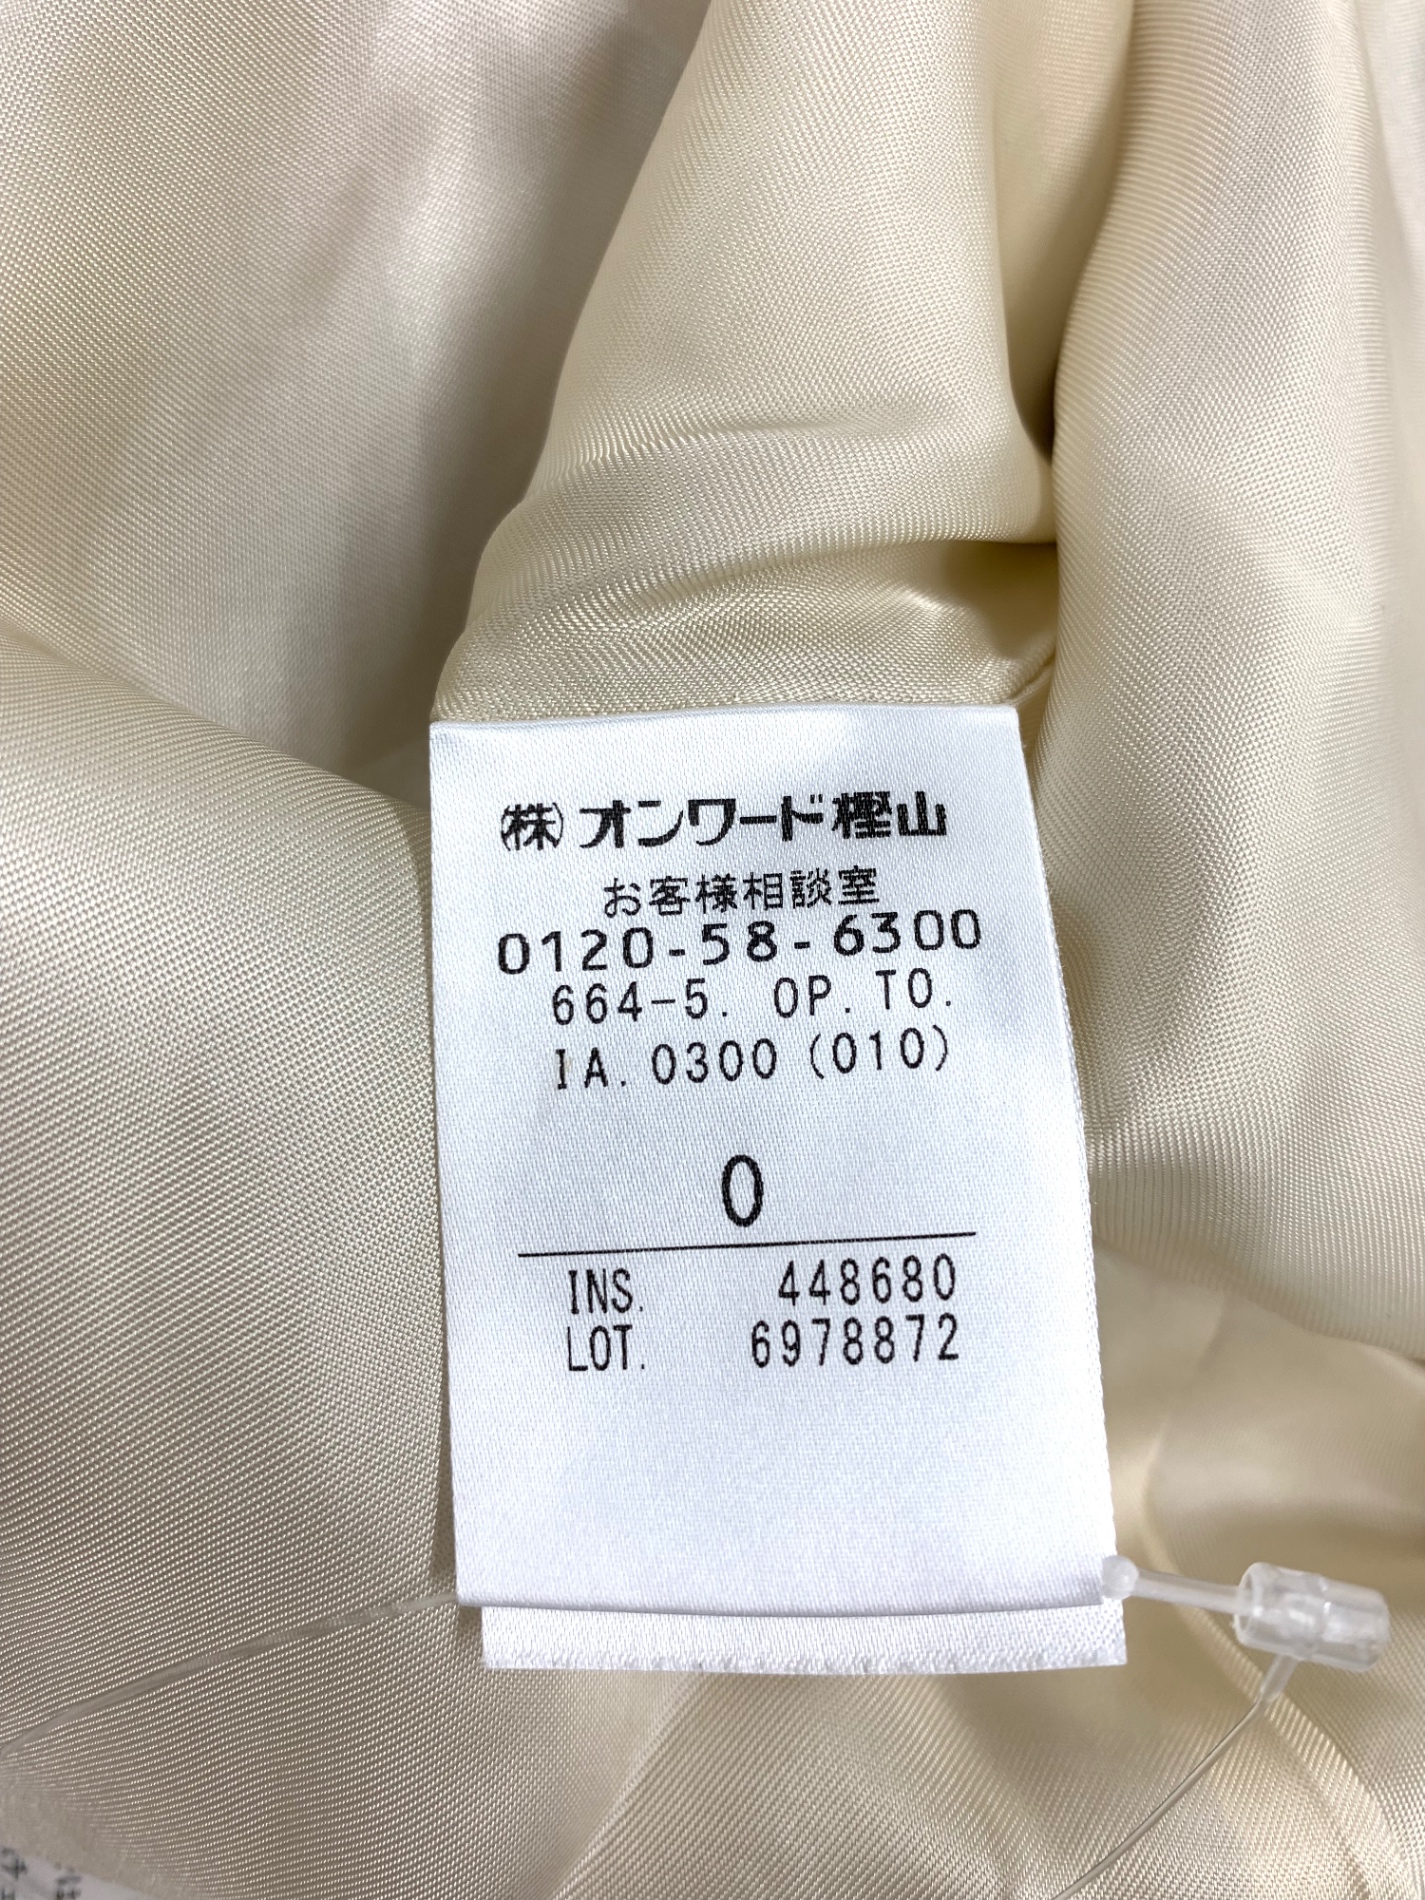 ㈱オンワード樫山
お客様相談室
0120-58-6300
664-5. OP.TO.
IA.0300(010)
0
INS. 448680
LOT. 6978872